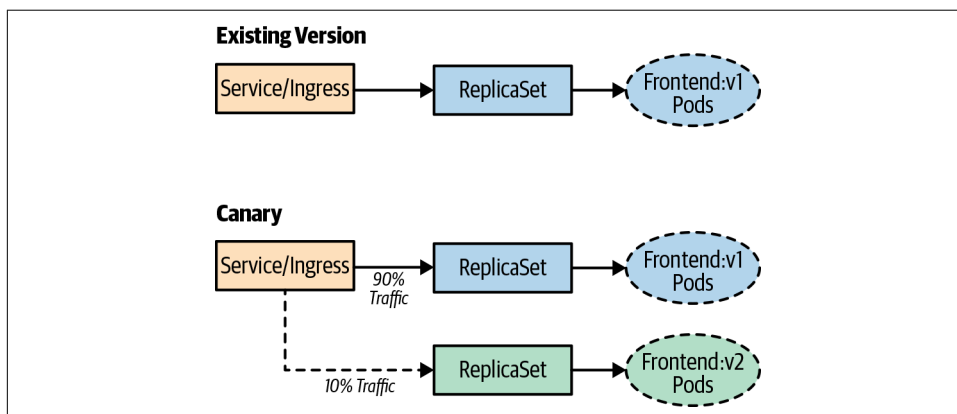 Existing Version
Service/Ingress
ReplicaSet
Frontend:v1
Pods
Canary
Service/Ingress
90%
Traffic
ReplicaSet
Frontend:v1
Pods
10% Traffic
ReplicaSet
Frontend:v2
Pods